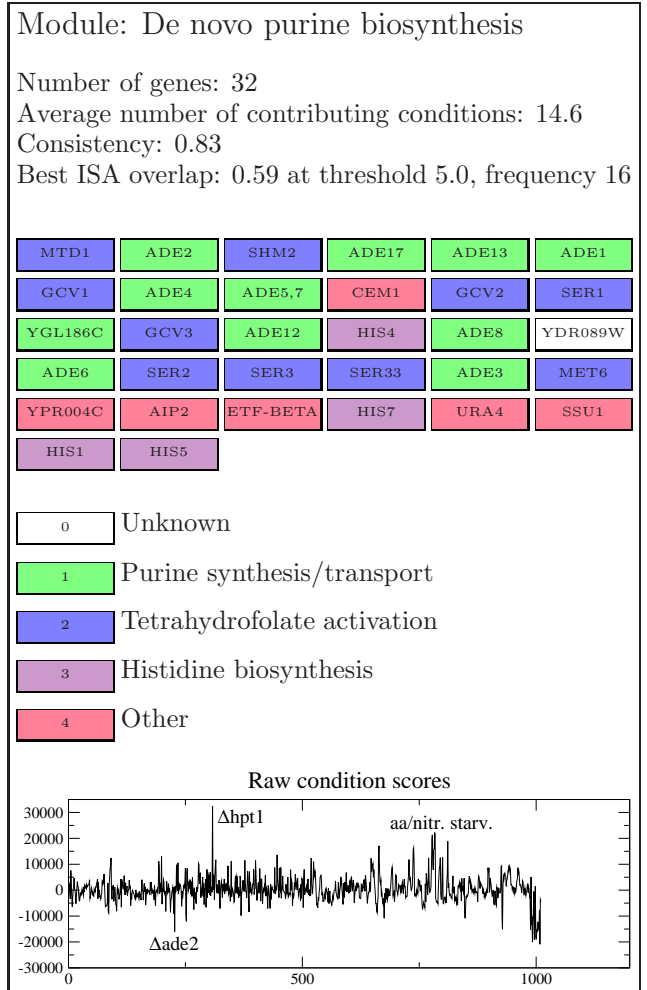 Module: De novo purine biosynthesis
Number of genes: 32
Average number of contributing conditions: 14.6
Consistency: 0.83
Best ISA overlap: 0.59 at threshold 5.0, frequency 16
MTD1 ADE2 SHM2 ADE17 ADE13 ADE1
GCV1 ADE4 ADE5,7 CEM1 GCV2 SER1
YGL186C GCV3 ADE12 HIS4 ADE8 YDR089W
ADE6 SER2 SER3 SER33 ADE3 MET6
YPR004C AIP2 ETF-BETA HIS7 URA4 SSU1
HIS1 HIS5
0 Unknown
1 Purine synthesis/transport
2 Tetrahydrofolate activation
3 Histidine biosynthesis
4 Other
Raw condition scores
30000
Δhpt1
aa/nitr. starv.
20000
10000
0
-10000
-20000
Δade2
-30000
0 500 1000